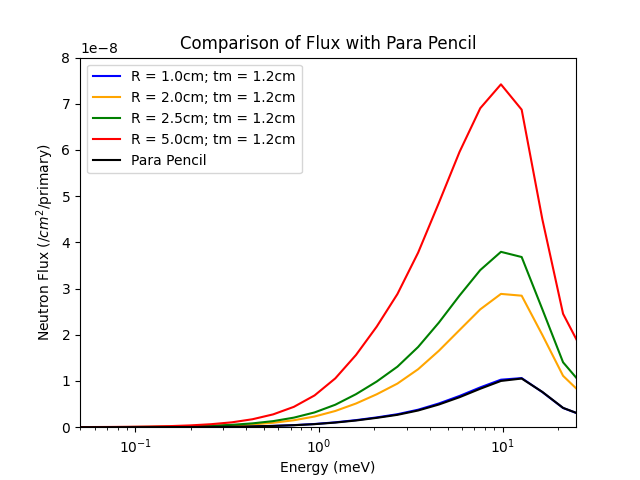 Comparison of Flux with Para Pencil
1e−8
R = 1.0cm; tm = 1.2cm
R = 2.0cm; tm = 1.2cm
R = 2.5cm; tm = 1.2cm
R = 5.0cm; tm = 1.2cm
Para Pencil
8
7
6
5
4
3
2
1
0
Neutron Flux (/cm²/primary)
10⁻¹ 10⁰ 10¹
Energy (meV)